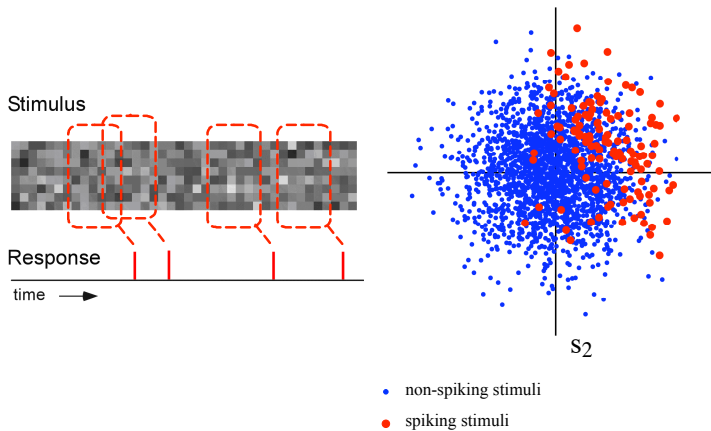 Stimulus
Response
time
s2
non-spiking stimuli
spiking stimuli